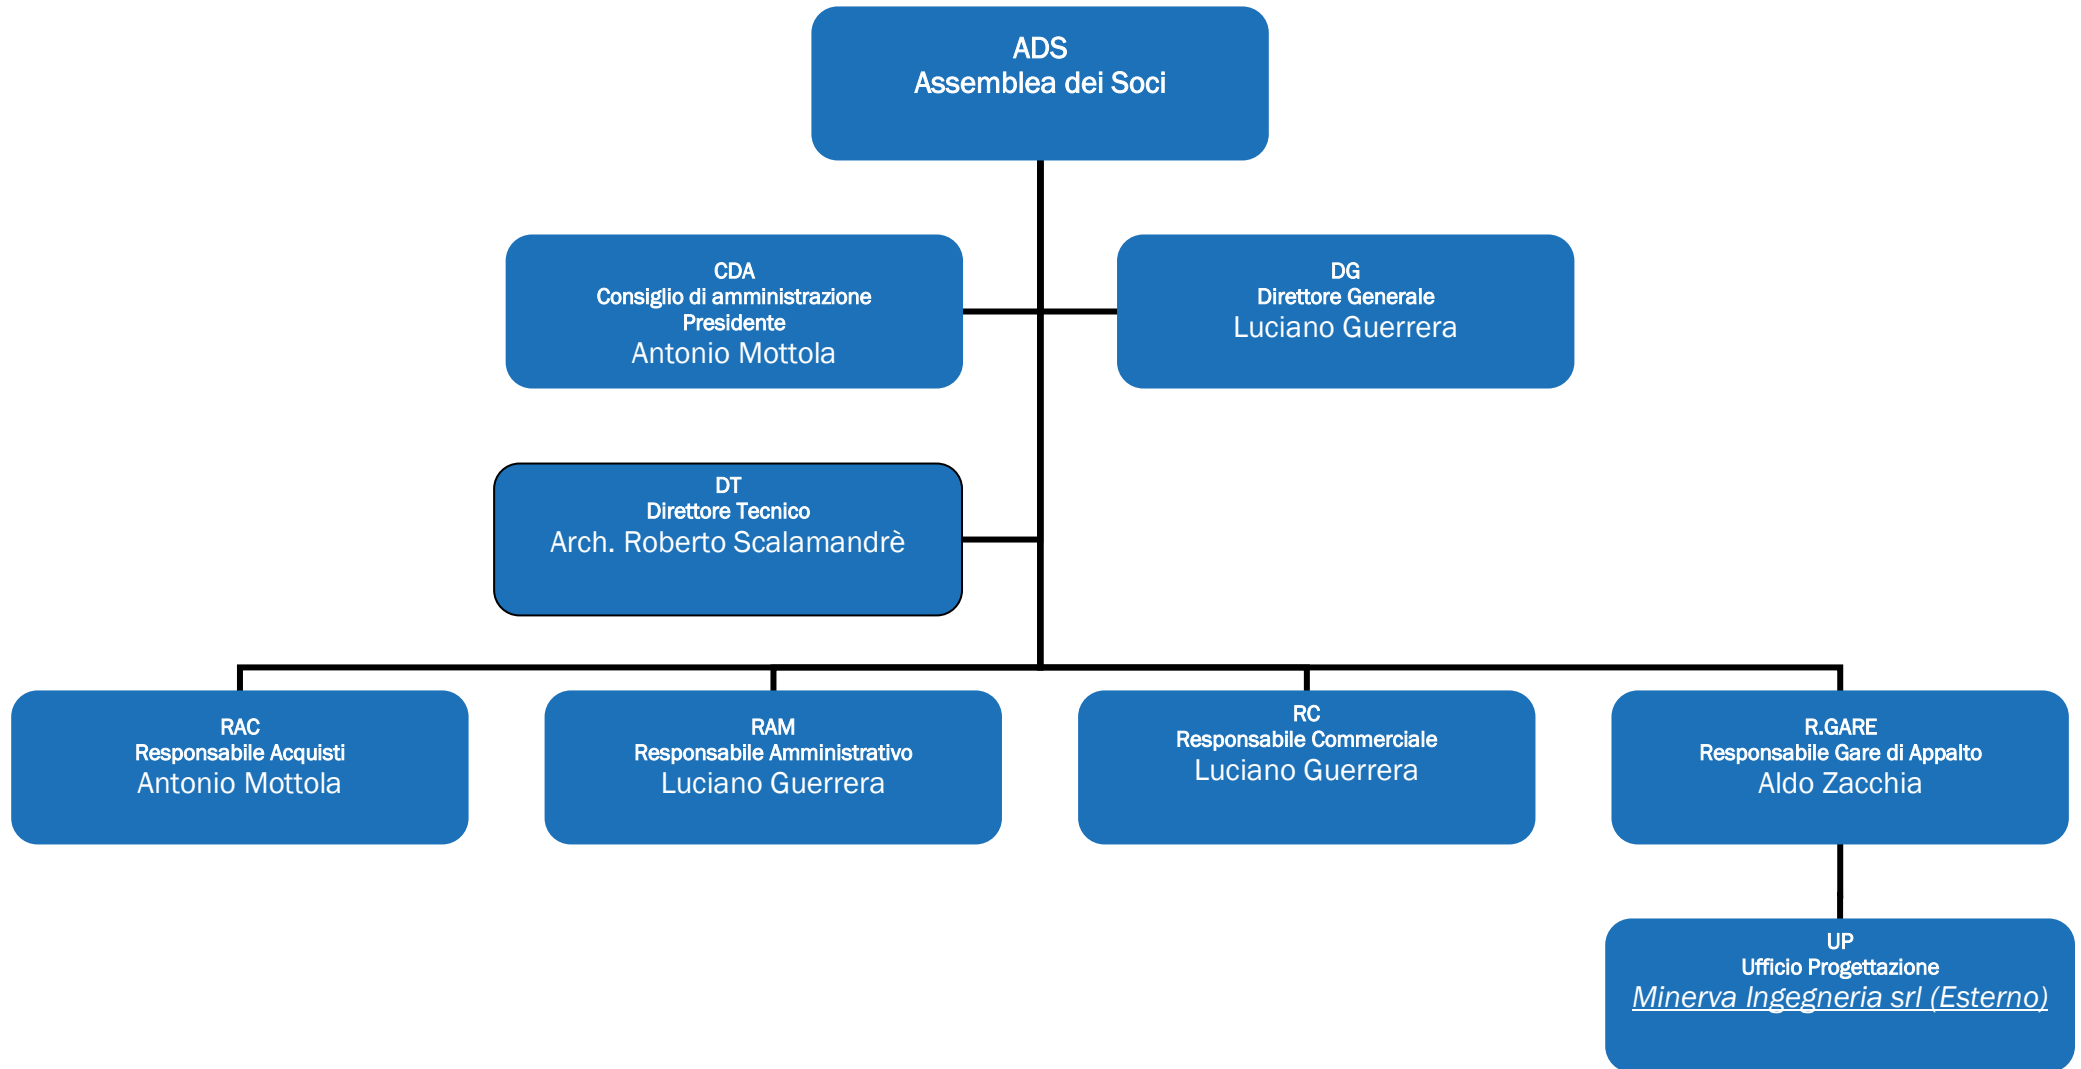 ADS
Assemblea dei Soci
CDA
Consiglio di amministrazione
Presidente
Antonio Mottola
DG
Direttore Generale
Luciano Guerrera
DT
Direttore Tecnico
Arch. Roberto Scalamandrè
RAC
Responsabile Acquisti
Antonio Mottola
RAM
Responsabile Amministrativo
Luciano Guerrera
RC
Responsabile Commerciale
Luciano Guerrera
R.GARE
Responsabile Gare di Appalto
Aldo Zacchia
UP
Ufficio Progettazione
Minerva Ingegneria srl (Esterno)